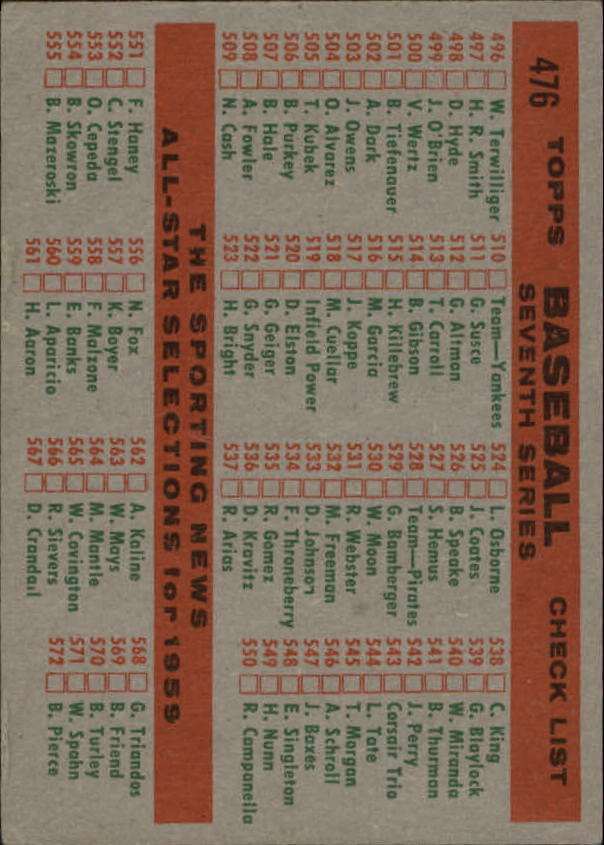 476 TOPPS BASEBALL CHECK LIST
SEVENTH SERIES
496 W. Terwilliger
497 H. R. Smith
498 D. Hyde
499 J. O'Brien
500 V. Wertz
501 B. Tiefenauer
502 A. Dark
503 J. Owens
504 O. Alvarez
505 T. Kubek
506 B. Purkey
507 B. Hale
508 A. Fowler
509 N. Cash
510 Team—Yankees
511 G. Susce
512 G. Altman
513 T. Carroll
514 B. Gibson
515 H. Killebrew
516 M. Garcia
517 J. Koppe
518 M. Cuellar
519 Infield Power
520 D. Elston
521 G. Geiger
522 G. Snyder
523 H. Bright
524 L. Osborne
525 J. Coates
526 B. Speake
527 S. Hemus
528 Team—Pirates
529 G. Bamberger
530 W. Moon
531 R. Webster
532 M. Freeman
533 D. Johnson
534 F. Throneberry
535 R. Gomez
536 D. Kravitz
537 R. Arias
538 C. King
539 G. Blaylock
540 W. Miranda
541 B. Thurman
542 J. Perry
543 Corsair Trio
544 L. Tate
545 T. Morgan
546 A. Schroll
547 J. Baxes
548 E. Singleton
549 H. Nunn
550 R. Campanella
THE SPORTING NEWS
ALL-STAR SELECTIONS for 1959
551 F. Haney
552 C. Stengel
553 O. Cepeda
554 B. Skowron
555 B. Mazeroski
556 N. Fox
557 K. Boyer
558 F. Malzone
559 E. Banks
560 L. Aparicio
561 H. Aaron
562 A. Kaline
563 W. Mays
564 M. Mantle
565 W. Covington
566 R. Sievers
567 D. Crandall
568 G. Triandos
569 B. Friend
570 B. Turley
571 W. Spahn
572 B. Pierce